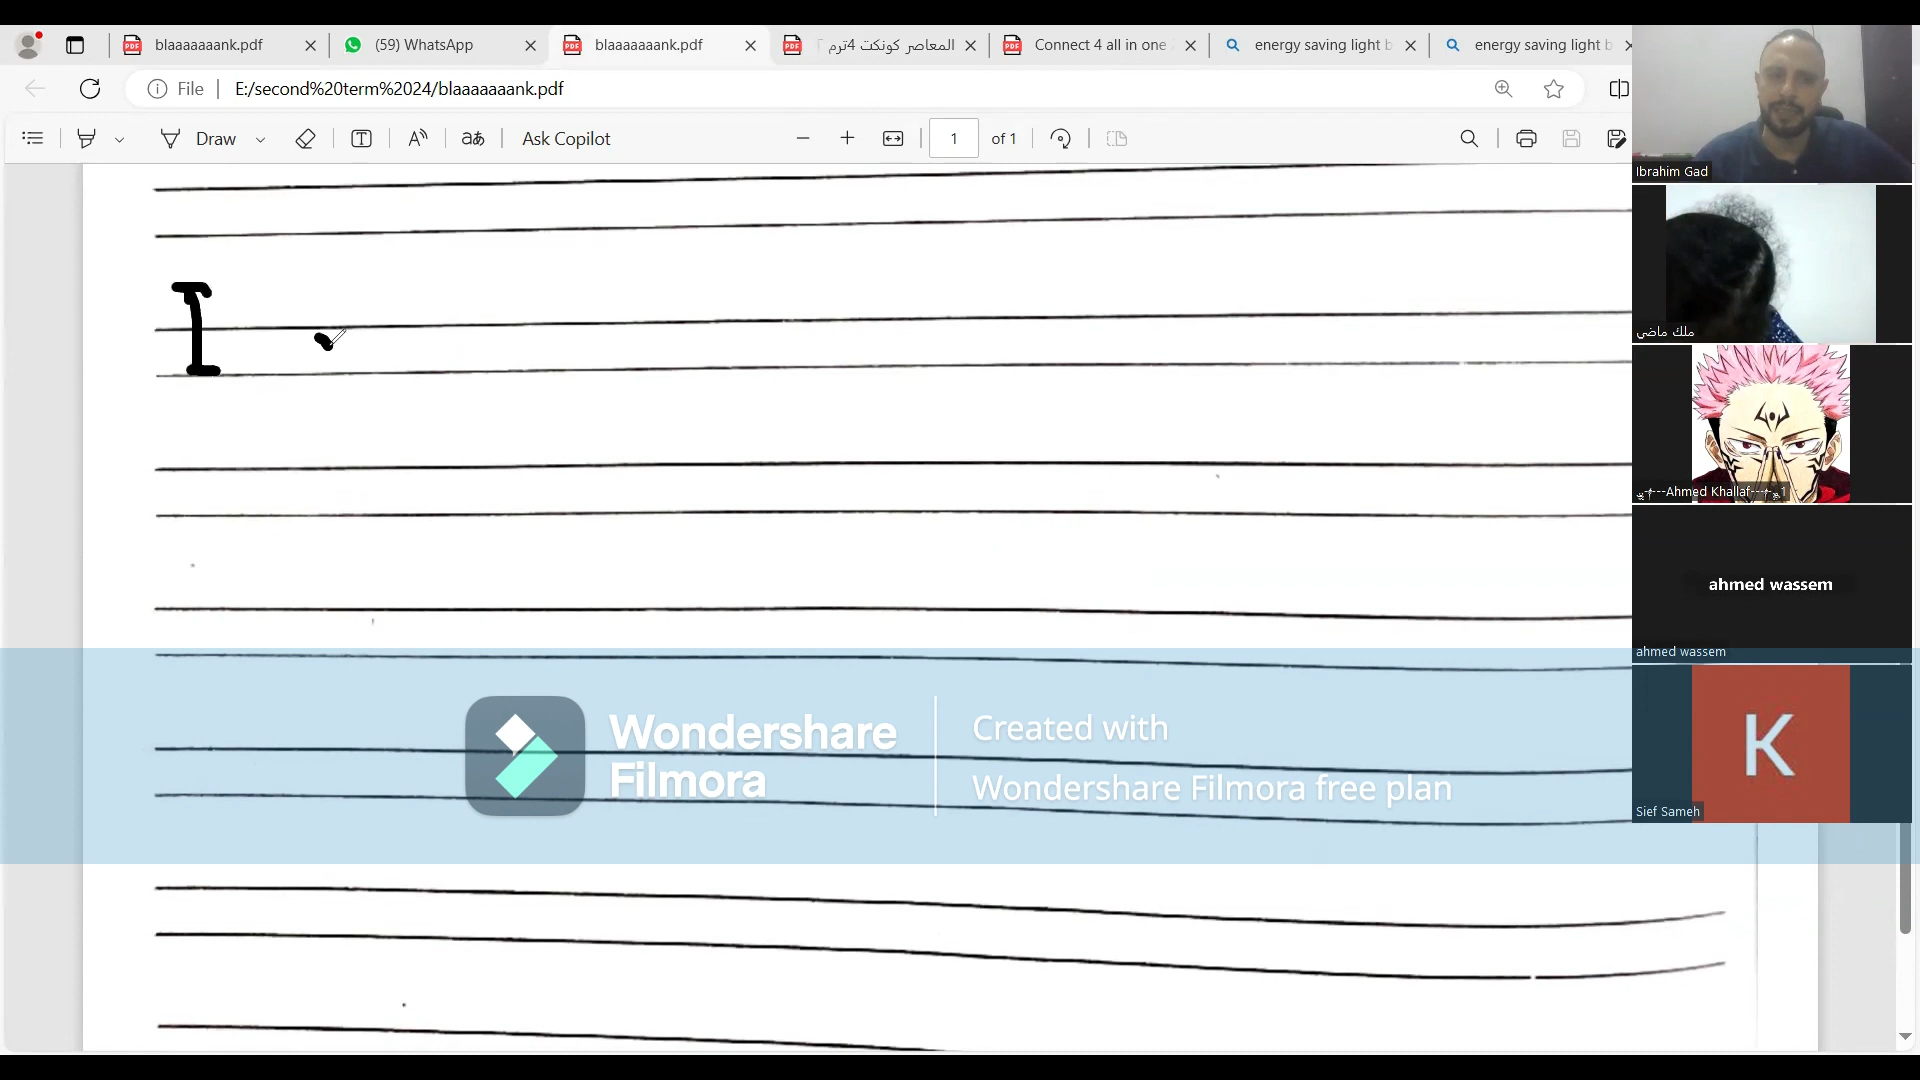 blaaaaaaank.pdf
(59) WhatsApp
blaaaaaaank.pdf
المعاصر كونكت 4ترم
Connect 4 all in one
energy saving light b
energy saving light b
File
E:/second%20term%2024/blaaaaaaank.pdf
Draw
Ask Copilot
1
of 1
I
Ibrahim Gad
ملك ماضي
Ahmed Khallaf
ahmed wassem
ahmed wassem
K
Sief Sameh
Wondershare
Filmora
Created with
Wondershare Filmora free plan